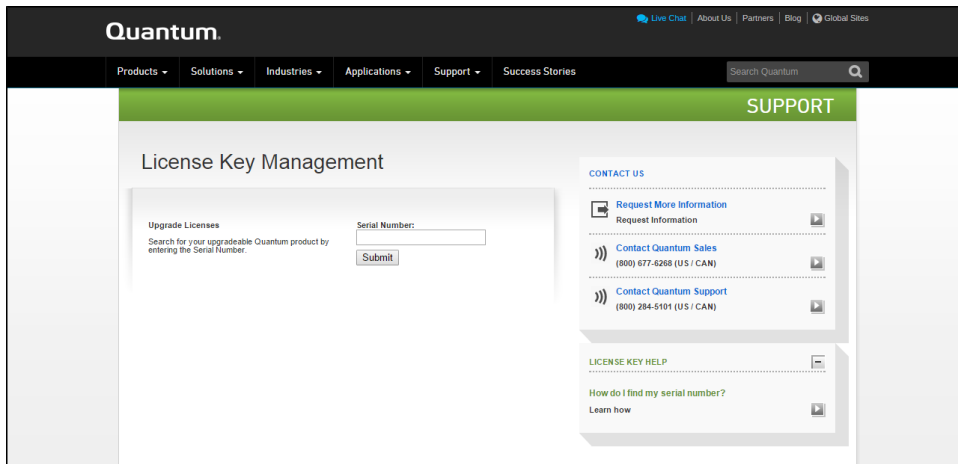 Quantum.
Live Chat | About Us | Partners | Blog | Global Sites
Products Solutions Industries Applications Support Success Stories
Search Quantum
SUPPORT
License Key Management
Upgrade Licenses
Search for your upgradeable Quantum product by
entering the Serial Number.
Serial Number:
Submit
CONTACT US
Request More Information
Request Information
Contact Quantum Sales
(800) 677-6268 (US / CAN)
Contact Quantum Support
(800) 284-5101 (US / CAN)
LICENSE KEY HELP
How do I find my serial number?
Learn how